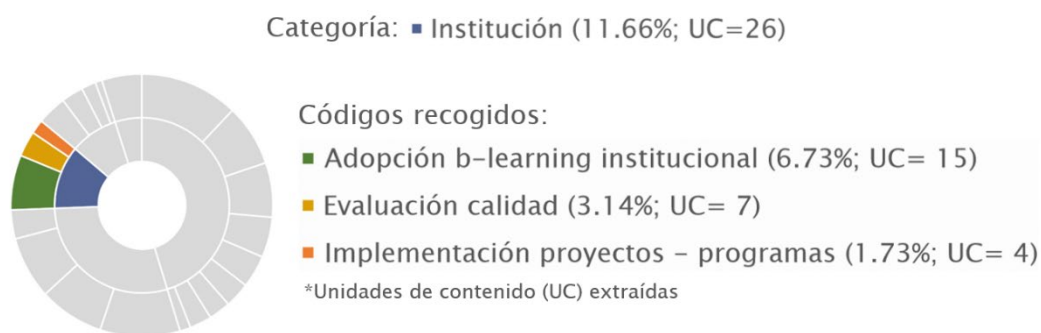 Categoría: Institución (11.66%; UC=26)
Códigos recogidos:
Adopción b-learning institucional (6.73%; UC= 15)
Evaluación calidad (3.14%; UC= 7)
Implementación proyectos – programas (1.73%; UC= 4)
*Unidades de contenido (UC) extraídas